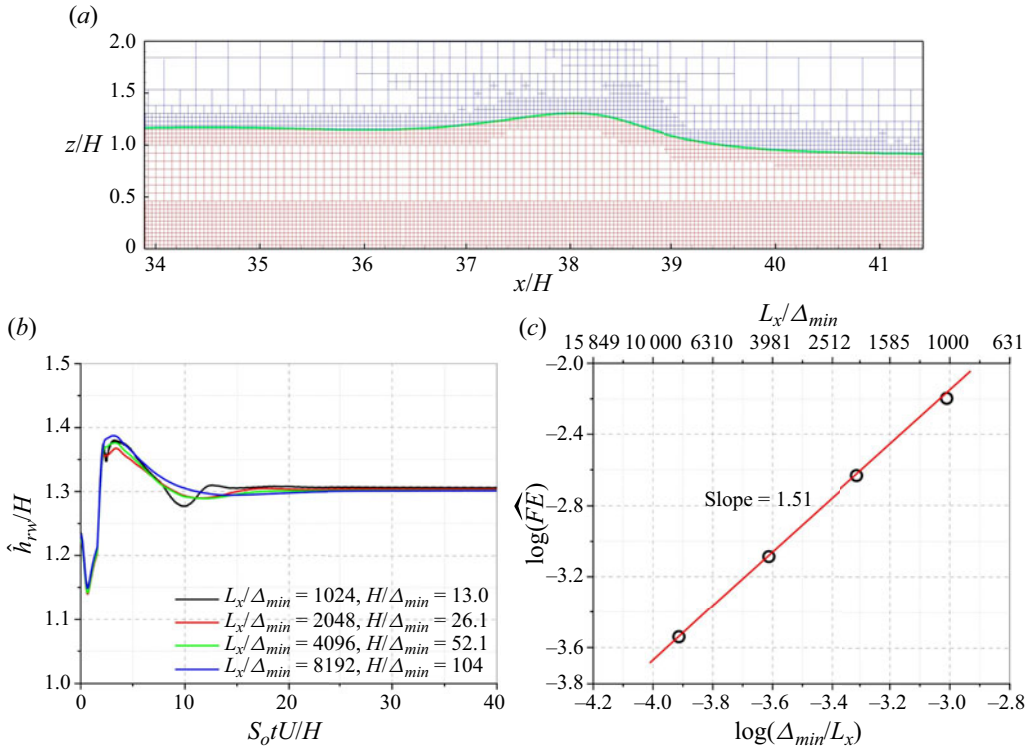 (a)
2.0
1.5
z/H
1.0
0.5
0
34 35 36 37 38 39 40 41
x/H
(b)
1.5
1.4
1.3
ĥrw/H
1.2
1.1
1.0
Lx/Δmin = 1024, H/Δmin = 13.0
Lx/Δmin = 2048, H/Δmin = 26.1
Lx/Δmin = 4096, H/Δmin = 52.1
Lx/Δmin = 8192, H/Δmin = 104
0 10 20 30 40
SotU/H
(c)
Lx/Δmin
15 849 10 000 6310 3981 2512 1585 1000 631
−2.0
−2.4
−2.8
log(F̂E)
Slope = 1.51
−3.2
−3.6
−3.8
−4.2 −4.0 −3.8 −3.6 −3.4 −3.2 −3.0 −2.8
log(Δmin/Lx)